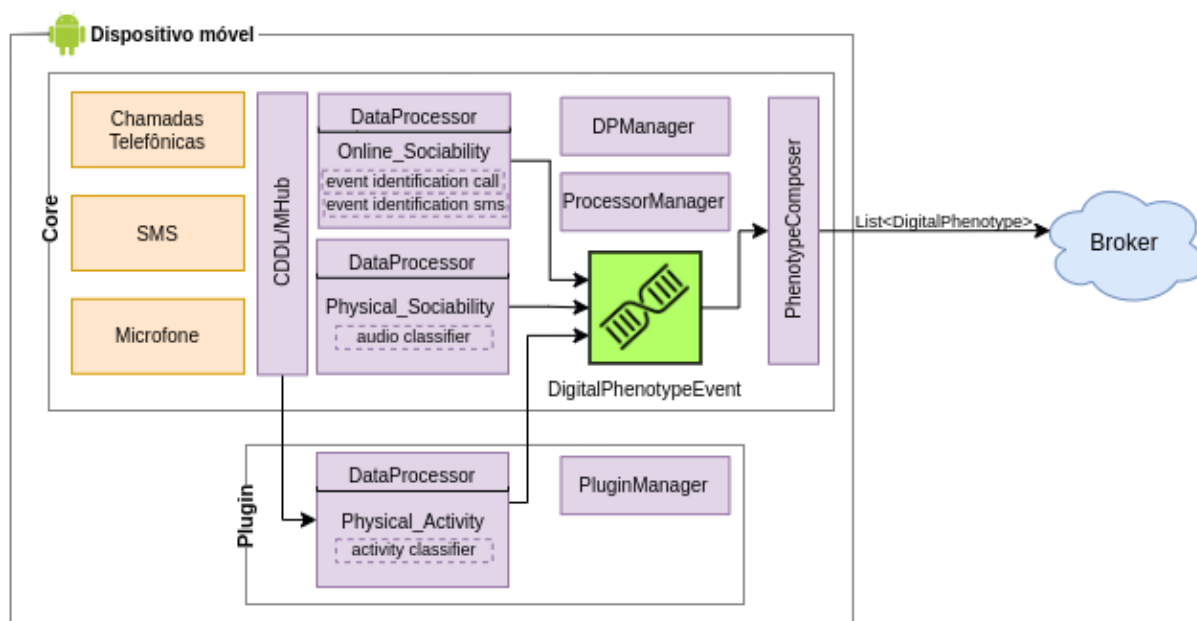 Dispositivo móvel
Core
Chamadas
Telefônicas
SMS
Microfone
CDDL/MHub
DataProcessor
Online_Sociability
event identification call
event identification sms
DataProcessor
Physical_Sociability
audio classifier
DPManager
ProcessorManager
DigitalPhenotypeEvent
PhenotypeComposer
List<DigitalPhenotype>
Broker
Plugin
DataProcessor
Physical_Activity
activity classifier
PluginManager